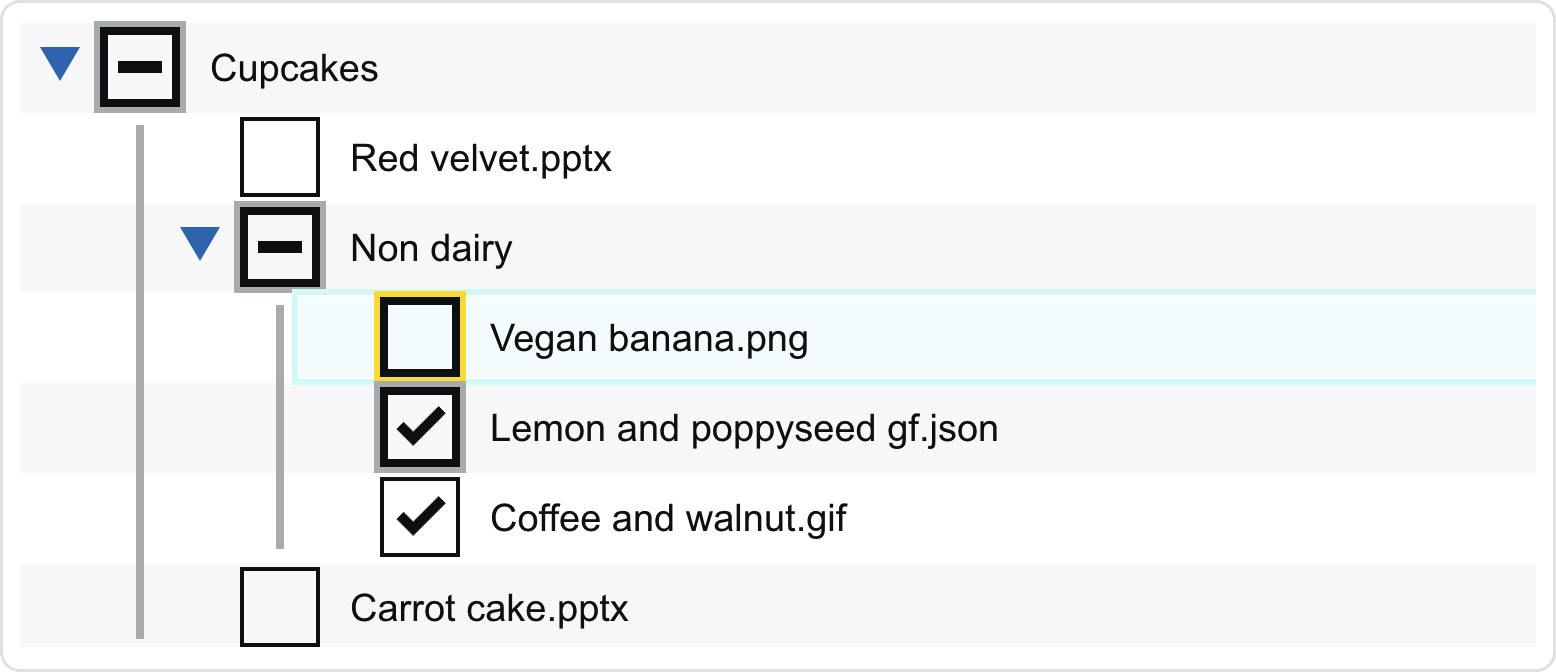 Cupcakes
Red velvet.pptx
Non dairy
Vegan banana.png
Lemon and poppyseed gf.json
Coffee and walnut.gif
Carrot cake.pptx